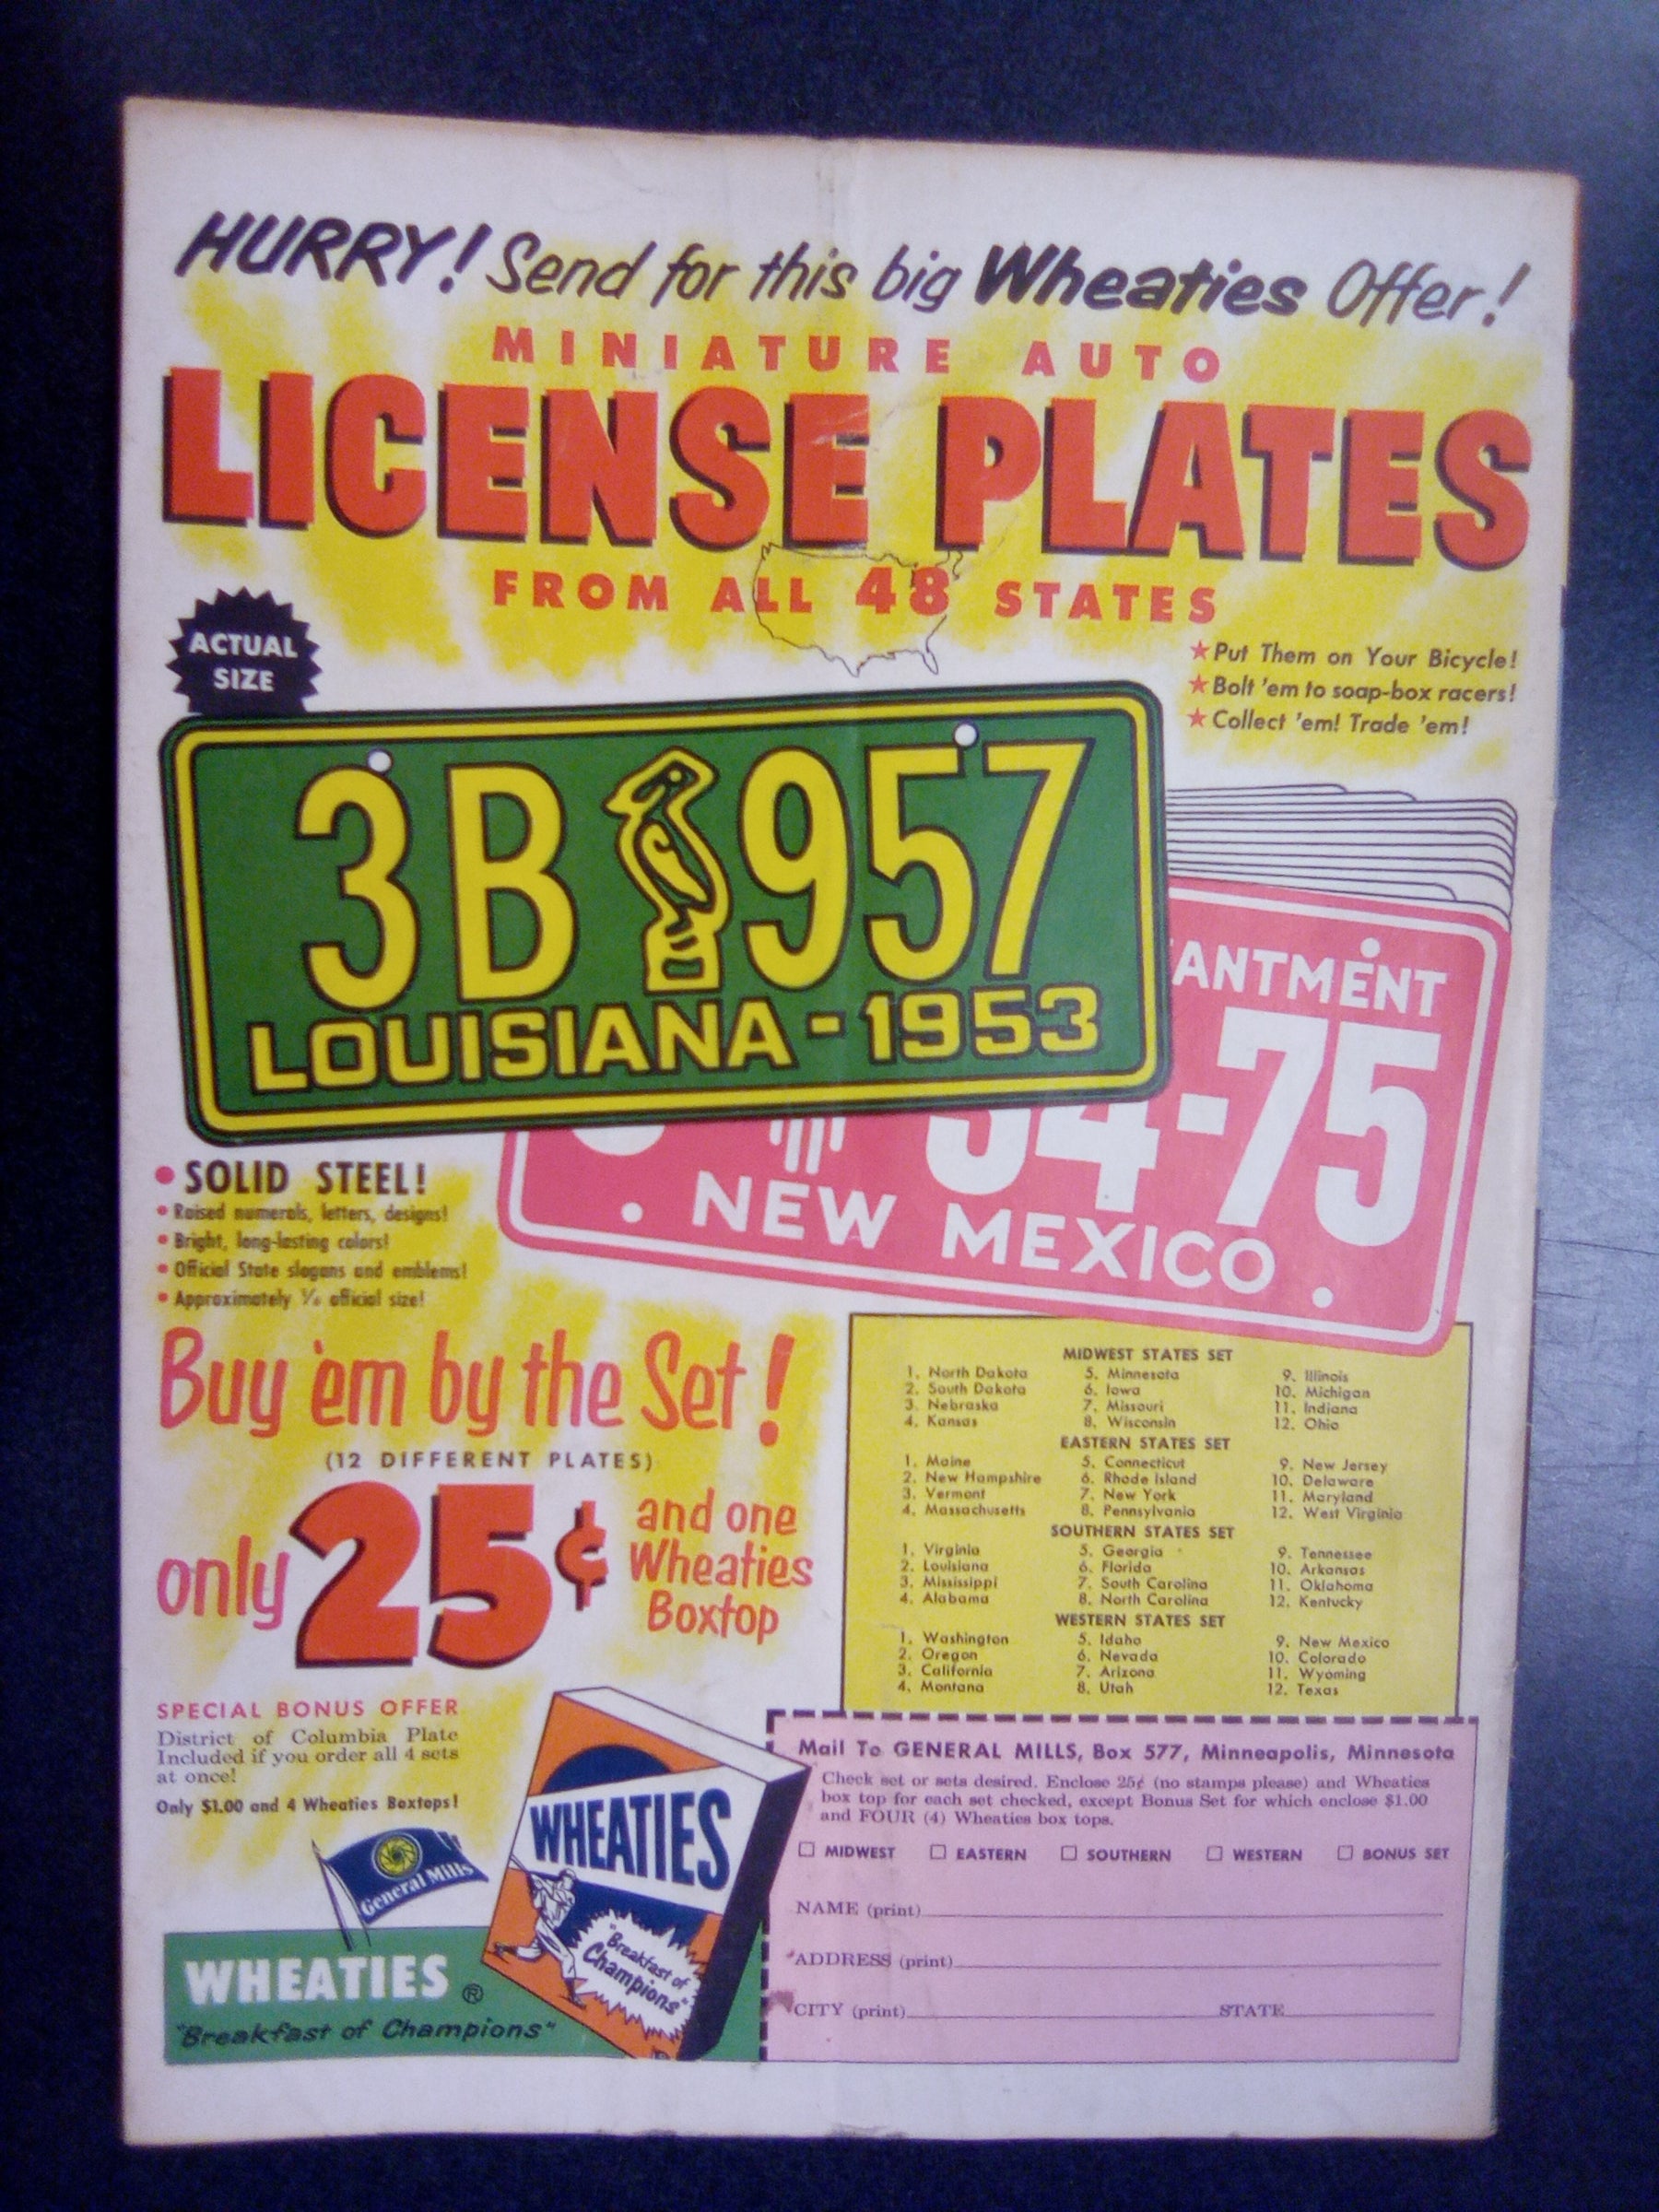 HURRY! Send for this big Wheaties Offer!
MINIATURE AUTO
LICENSE PLATES
FROM ALL 48 STATES
ACTUAL
SIZE
★ Put Them on Your Bicycle!
★ Bolt 'em to soap-box racers!
★ Collect 'em! Trade 'em!
3B 957
LOUISIANA - 1953
ANTMENT
54-75
NEW MEXICO
• SOLID STEEL!
• Raised numerals, letters, designs!
• Bright, long-lasting colors!
• Official State slogans and emblems!
• Approximately official size!
Buy 'em by the Set!
(12 DIFFERENT PLATES)
only 25¢ and one
Wheaties
Boxtop
MIDWEST STATES SET
1. North Dakota 5. Minnesota 9. Illinois
2. South Dakota 6. Iowa 10. Michigan
3. Nebraska 7. Missouri 11. Indiana
4. Kansas 8. Wisconsin 12. Ohio
EASTERN STATES SET
1. Maine 5. Connecticut 9. New Jersey
2. New Hampshire 6. Rhode Island 10. Delaware
3. Vermont 7. New York 11. Maryland
4. Massachusetts 8. Pennsylvania 12. West Virginia
SOUTHERN STATES SET
1. Virginia 5. Georgia 9. Tennessee
2. Louisiana 6. Florida 10. Arkansas
3. Mississippi 7. South Carolina 11. Oklahoma
4. Alabama 8. North Carolina 12. Kentucky
WESTERN STATES SET
1. Washington 5. Idaho 9. New Mexico
2. Oregon 6. Nevada 10. Colorado
3. California 7. Arizona 11. Wyoming
4. Montana 8. Utah 12. Texas
SPECIAL BONUS OFFER
District of Columbia Plate
Included if you order all 4 sets
at once!
Only $1.00 and 4 Wheaties Boxtops!
General Mills
WHEATIES ®
"Breakfast of Champions"
WHEATIES
"Breakfast of
Champions"
Mail To GENERAL MILLS, Box 577, Minneapolis, Minnesota
Check set or sets desired. Enclose 25¢ (no stamps please) and Wheaties
box top for each set checked, except Bonus Set for which enclose $1.00
and FOUR (4) Wheaties box tops.
☐ MIDWEST ☐ EASTERN ☐ SOUTHERN ☐ WESTERN ☐ BONUS SET
NAME (print)
ADDRESS (print)
CITY (print) STATE